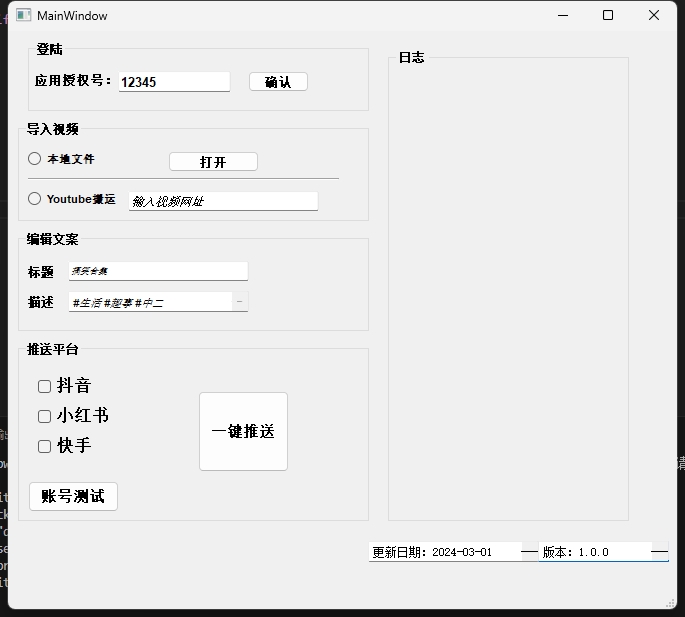 MainWindow
登陆
应用授权号： 12345 确认
导入视频
本地文件 打开
Youtube搬运 输入视频网址
编辑文案
标题 搞笑合集
描述 #生活 #趣事 #中二
推送平台
抖音
小红书
快手
一键推送
账号测试
日志
更新日期：2024-03-01 版本：1.0.0